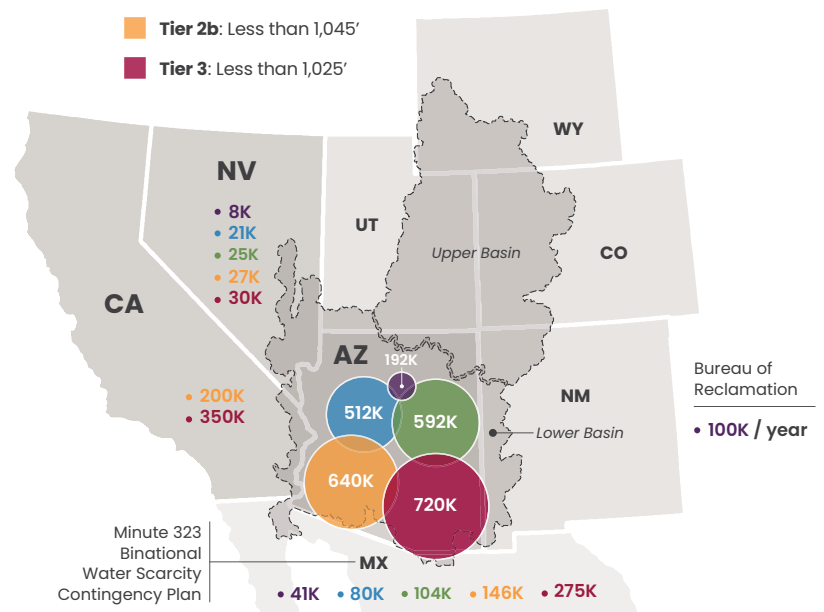 Tier 2b: Less than 1,045’
Tier 3: Less than 1,025’
WY
NV
8K
21K
25K
27K
30K
UT
Upper Basin
CO
CA
AZ
192K
200K
350K
512K
592K
NM
Lower Basin
Bureau of
Reclamation
100K / year
640K
720K
Minute 323
Binational
Water Scarcity
Contingency Plan
MX
41K
80K
104K
146K
275K